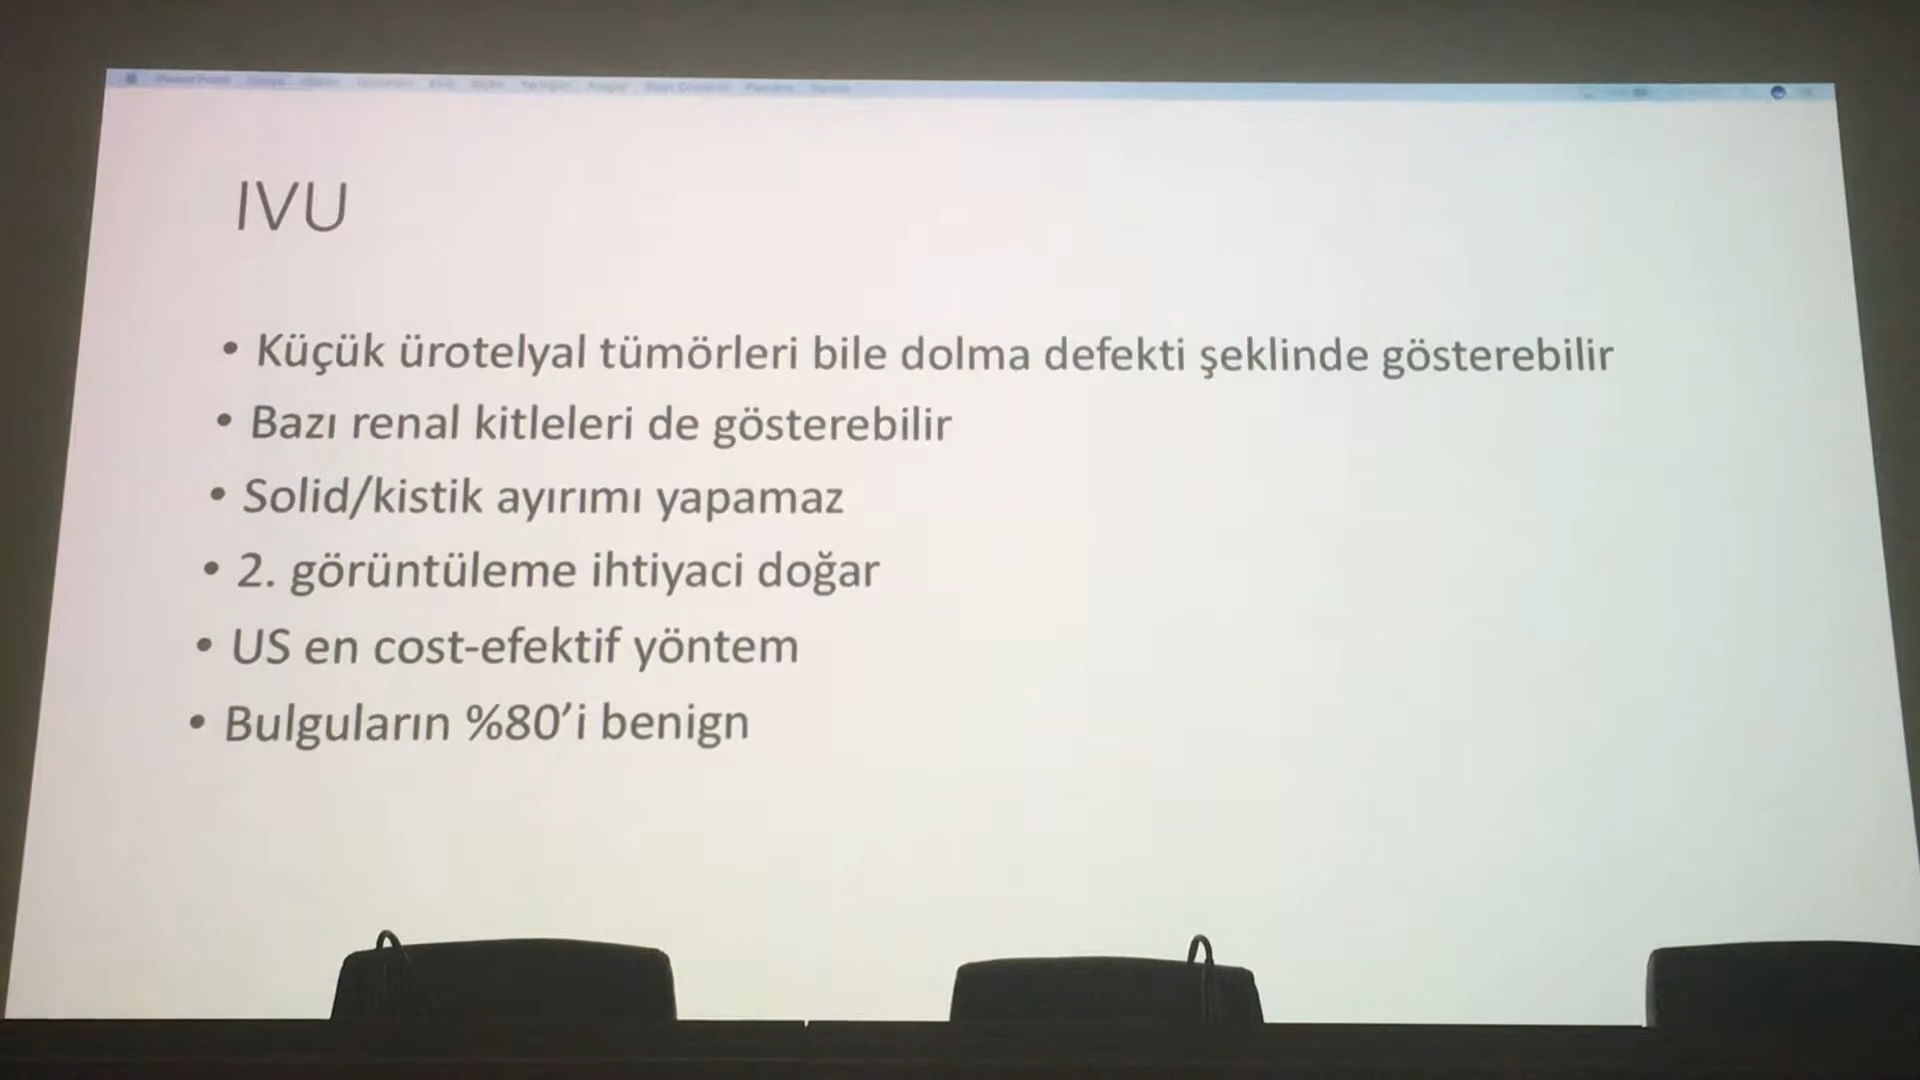 IVU
• Küçük ürotelyal tümörleri bile dolma defekti şeklinde gösterebilir
• Bazı renal kitleleri de gösterebilir
• Solid/kistik ayırımı yapamaz
• 2. görüntüleme ihtiyaci doğar
• US en cost-efektif yöntem
• Bulguların %80’i benign